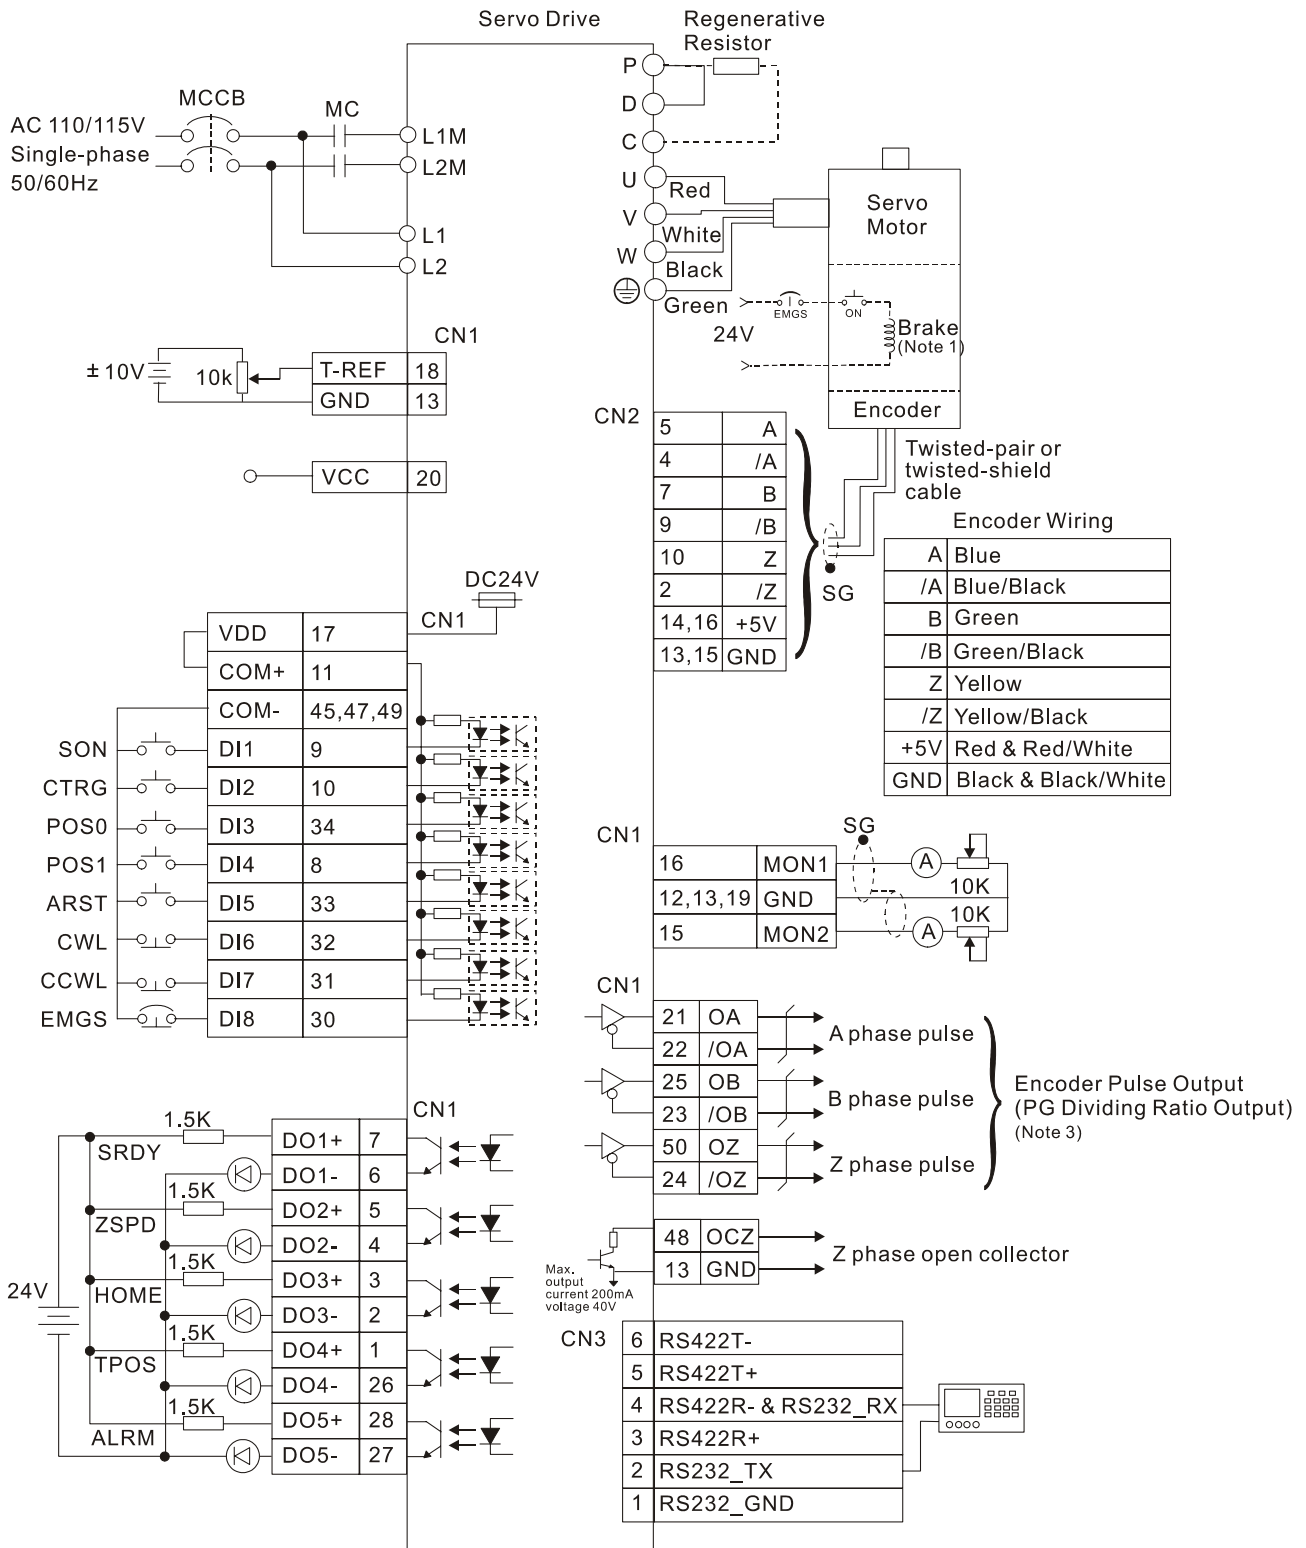 Servo Drive
Regenerative
Resistor
P
D
C
U
V
W
Red
White
Black
Green
MCCB
MC
AC 110/115V
Single-phase
50/60Hz
L1M
L2M
L1
L2
Servo
Motor
24V
EMGS
ON
Brake
(Note 1)
Encoder
CN1
± 10V
10k
T-REF 18
GND 13
VCC 20
CN2
5 A
4 /A
7 B
9 /B
10 Z
2 /Z
14,16 +5V
13,15 GND
SG
Twisted-pair or
twisted-shield
cable
Encoder Wiring
A Blue
/A Blue/Black
B Green
/B Green/Black
Z Yellow
/Z Yellow/Black
+5V Red & Red/White
GND Black & Black/White
DC24V
CN1
VDD 17
COM+ 11
COM- 45,47,49
SON DI1 9
CTRG DI2 10
POS0 DI3 34
POS1 DI4 8
ARST DI5 33
CWL DI6 32
CCWL DI7 31
EMGS DI8 30
CN1
SG
16 MON1
A
10K
12,13,19 GND
10K
15 MON2
A
CN1
21 OA
22 /OA
A phase pulse
25 OB
23 /OB
B phase pulse
50 OZ
24 /OZ
Z phase pulse
Encoder Pulse Output
(PG Dividing Ratio Output)
(Note 3)
48 OCZ
13 GND
Z phase open collector
Max.
output
current 200mA
voltage 40V
CN1
24V
1.5K
SRDY
DO1+ 7
DO1- 6
1.5K
ZSPD
DO2+ 5
DO2- 4
1.5K
HOME
DO3+ 3
DO3- 2
1.5K
TPOS
DO4+ 1
DO4- 26
1.5K
ALRM
DO5+ 28
DO5- 27
CN3
6 RS422T-
5 RS422T+
4 RS422R- & RS232_RX
3 RS422R+
2 RS232_TX
1 RS232_GND